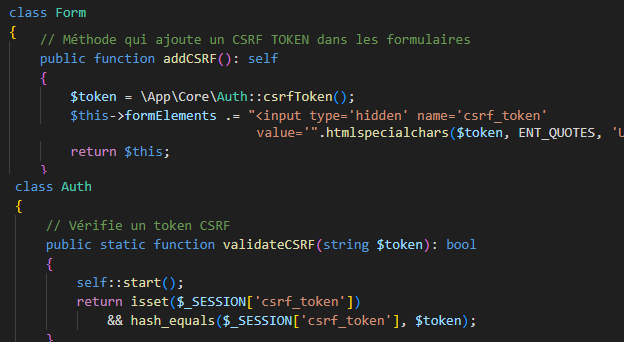 class Form
{
// Méthode qui ajoute un CSRF TOKEN dans les formulaires
public function addCSRF(): self
{
$token = \App\Core\Auth::csrfToken();
$this->formElements .= "<input type='hidden' name='csrf_token'
value='".htmlspecialchars($token, ENT_QUOTES, 'U
return $this;
}
class Auth
{
// Vérifie un token CSRF
public static function validateCSRF(string $token): bool
{
self::start();
return isset($_SESSION['csrf_token'])
&& hash_equals($_SESSION['csrf_token'], $token);
}